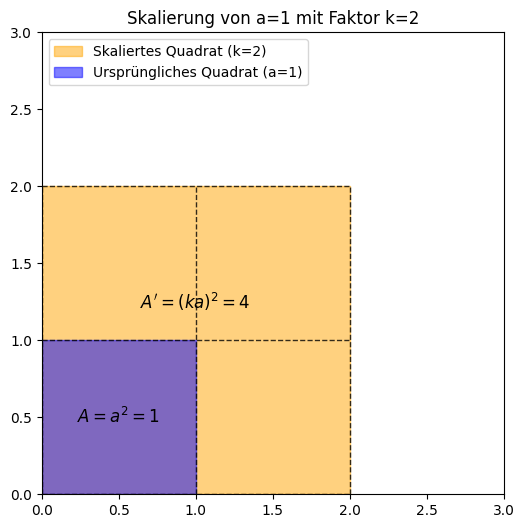 Skalierung von a=1 mit Faktor k=2
3.0
Skaliertes Quadrat (k=2)
Ursprüngliches Quadrat (a=1)
2.5
2.0
1.5
A′ = (ka)² = 4
1.0
A = a² = 1
0.5
0.0
0.0 0.5 1.0 1.5 2.0 2.5 3.0